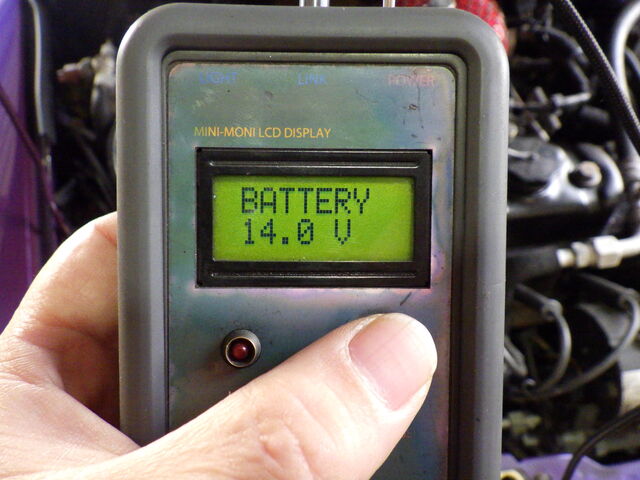 LIGHT LINK POWER
MINI-MONI LCD DISPLAY
BATTERY
14.0 V